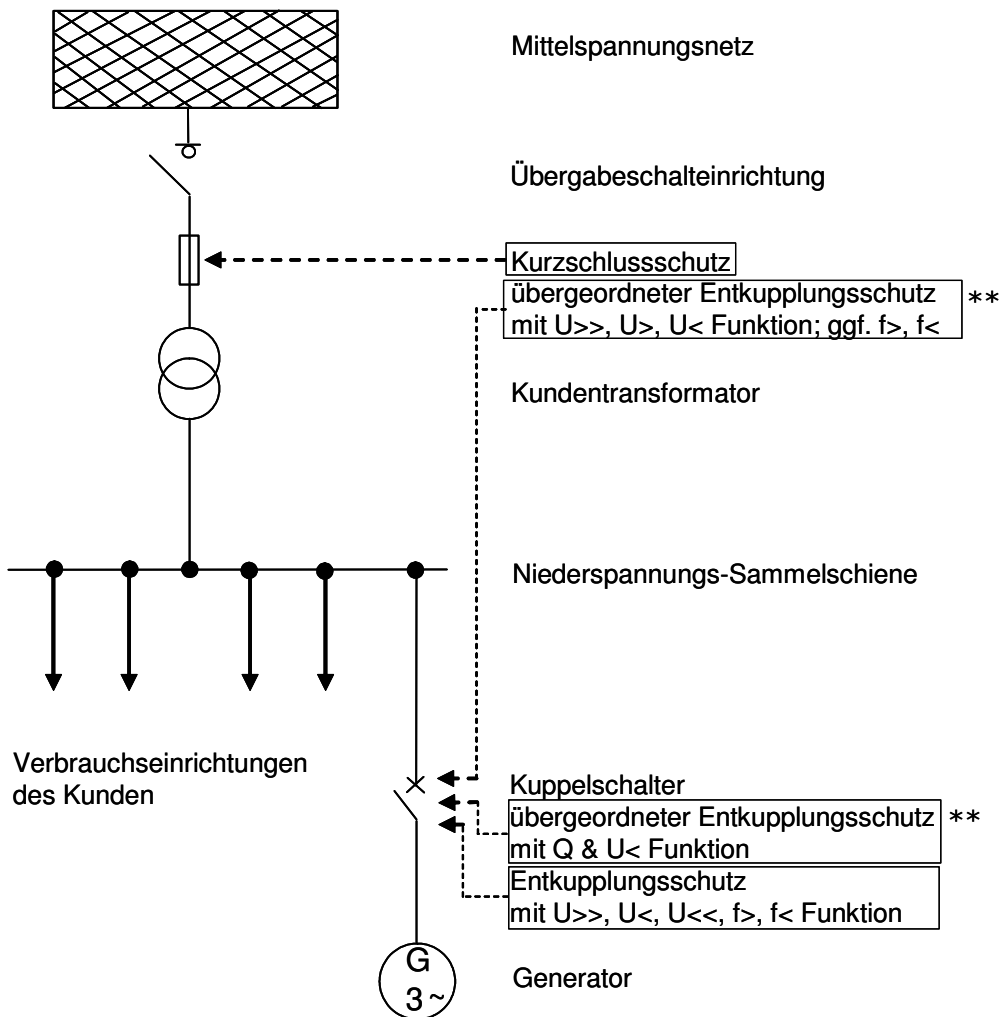 Mittelspannungsnetz
Übergabeschalteinrichtung
Kurzschlussschutz
übergeordneter Entkupplungsschutz **
mit U>>, U>, U< Funktion; ggf. f>, f<
Kundentransformator
Niederspannungs-Sammelschiene
Verbrauchseinrichtungen
des Kunden
Kuppelschalter
übergeordneter Entkupplungsschutz **
mit Q & U< Funktion
Entkupplungsschutz
mit U>>, U<, U<<, f>, f< Funktion
G
3~
Generator